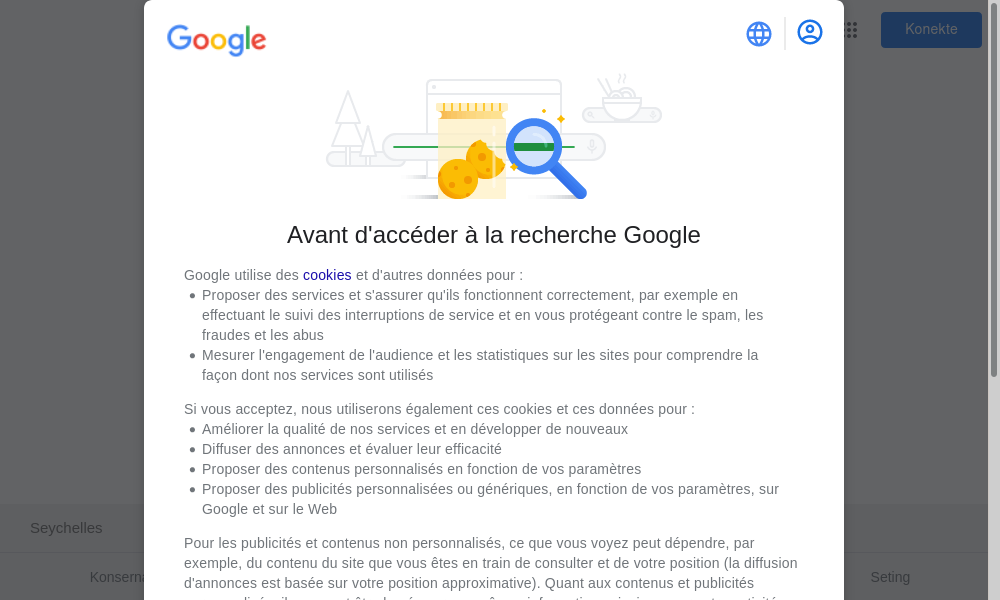 Google
Konekte
Avant d'accéder à la recherche Google
Google utilise des cookies et d'autres données pour :
• Proposer des services et s'assurer qu'ils fonctionnent correctement, par exemple en
effectuant le suivi des interruptions de service et en vous protégeant contre le spam, les
fraudes et les abus
• Mesurer l'engagement de l'audience et les statistiques sur les sites pour comprendre la
façon dont nos services sont utilisés
Si vous acceptez, nous utiliserons également ces cookies et ces données pour :
• Améliorer la qualité de nos services et en développer de nouveaux
• Diffuser des annonces et évaluer leur efficacité
• Proposer des contenus personnalisés en fonction de vos paramètres
• Proposer des publicités personnalisées ou génériques, en fonction de vos paramètres, sur
Google et sur le Web
Seychelles
Pour les publicités et contenus non personnalisés, ce que vous voyez peut dépendre, par
exemple, du contenu du site que vous êtes en train de consulter et de votre position (la diffusion
d'annonces est basée sur votre position approximative). Quant aux contenus et publicités
Seting